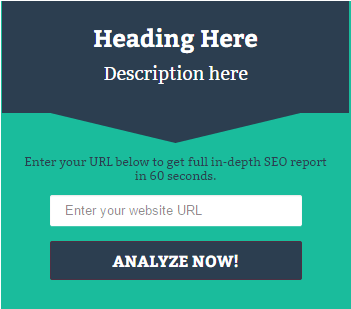 Heading Here
Description here
Enter your URL below to get full in-depth SEO report
in 60 seconds.
Enter your website URL
ANALYZE NOW!